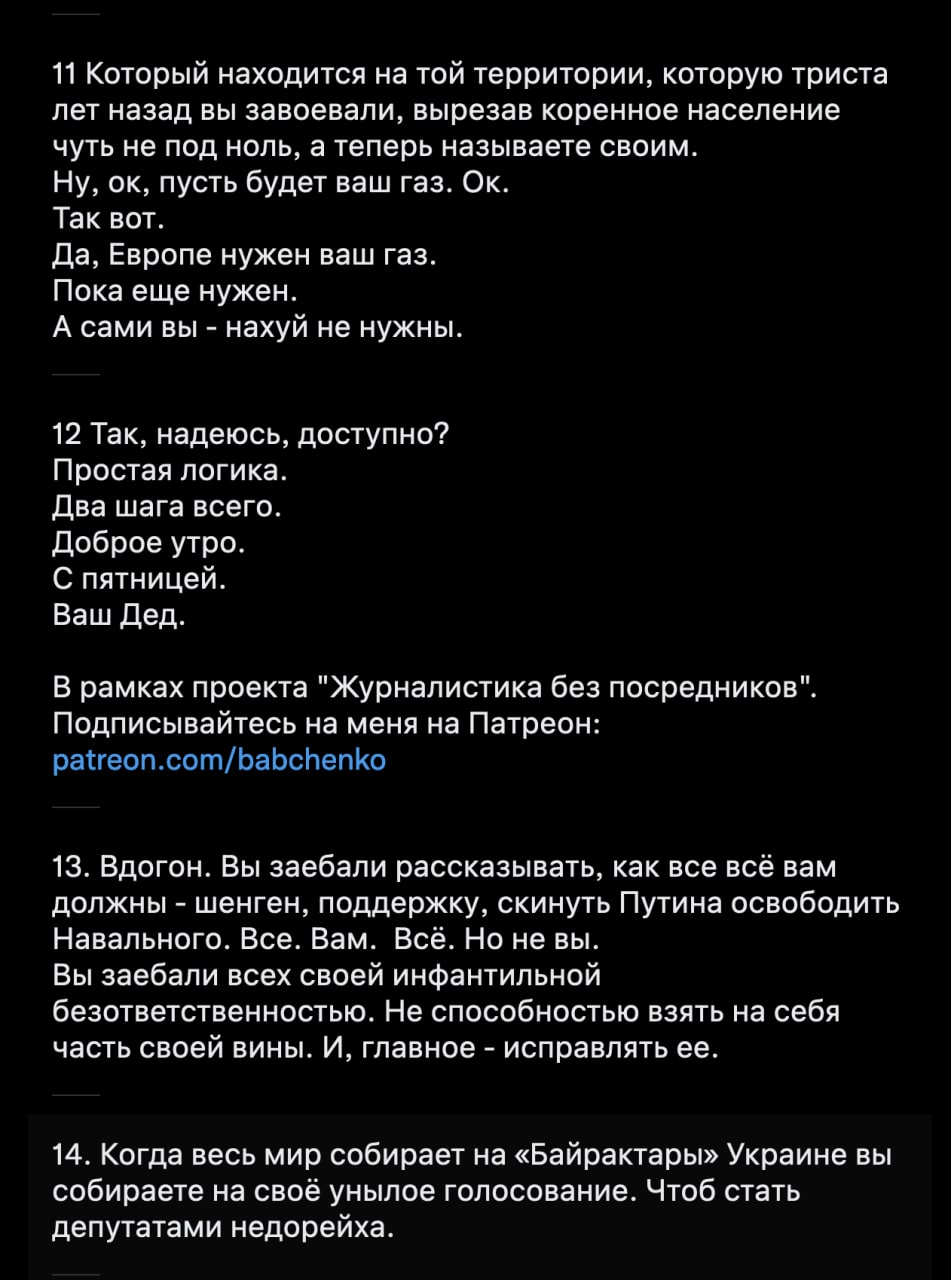 11 Который находится на той территории, которую триста
лет назад вы завоевали, вырезав коренное население
чуть не под ноль, а теперь называете своим.
Ну, ок, пусть будет ваш газ. Ок.
Так вот.
Да, Европе нужен ваш газ.
Пока еще нужен.
А сами вы - нахуй не нужны.
12 Так, надеюсь, доступно?
Простая логика.
Два шага всего.
Доброе утро.
С пятницей.
Ваш Дед.
В рамках проекта "Журналистика без посредников".
Подписывайтесь на меня на Патреон:
patreon.com/babchenko
13. Вдогон. Вы заебали рассказывать, как все всё вам
должны - шенген, поддержку, скинуть Путина освободить
Навального. Все. Вам.  Всё. Но не вы.
Вы заебали всех своей инфантильной
безответственностью. Не способностью взять на себя
часть своей вины. И, главное - исправлять ее.
14. Когда весь мир собирает на «Байрактары» Украине вы
собираете на своё унылое голосование. Чтоб стать
депутатами недорейха.